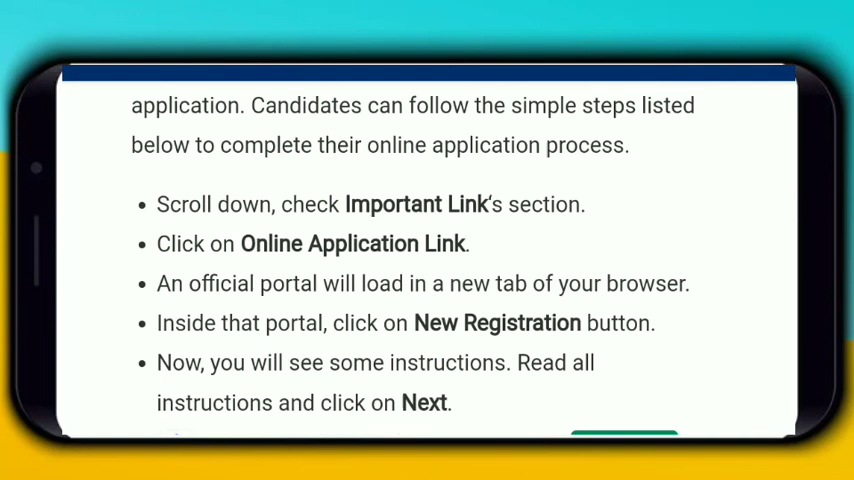 application. Candidates can follow the simple steps listed
below to complete their online application process.
• Scroll down, check Important Link‘s section.
• Click on Online Application Link.
• An official portal will load in a new tab of your browser.
• Inside that portal, click on New Registration button.
• Now, you will see some instructions. Read all
instructions and click on Next.